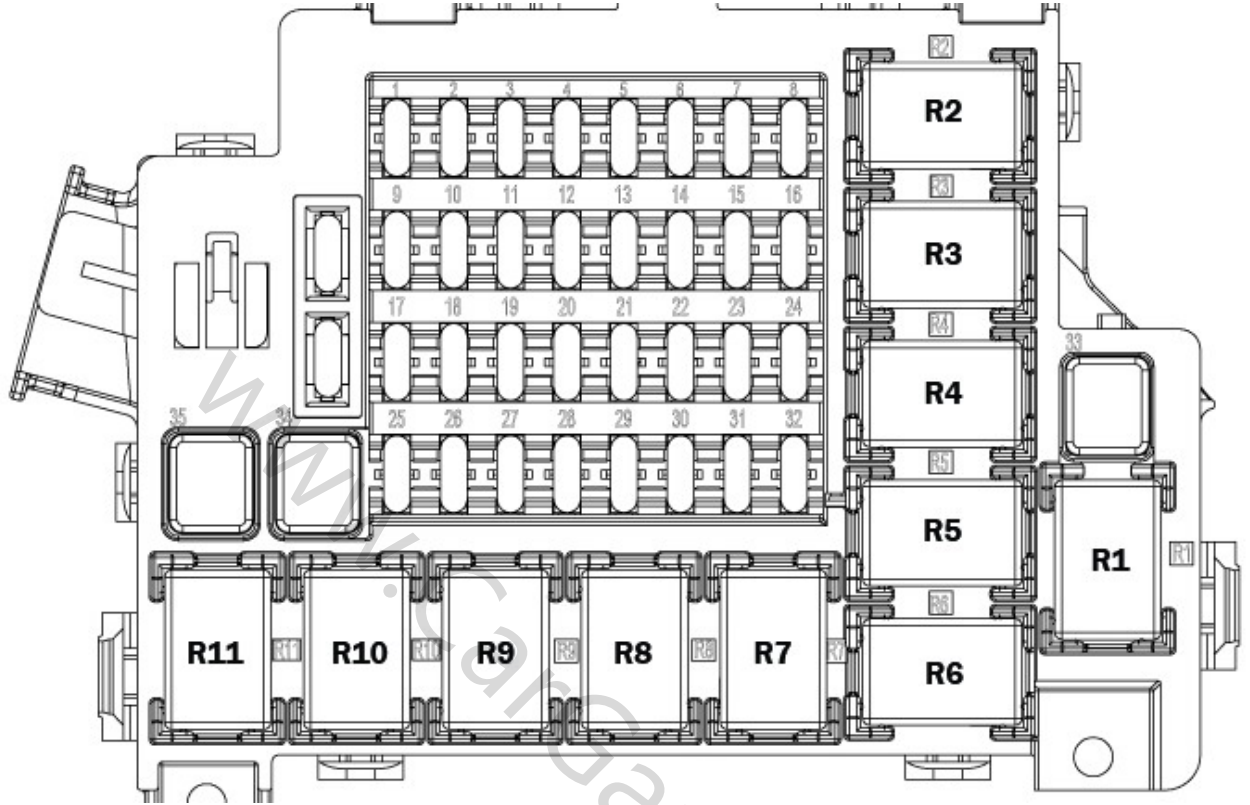 R2
R2
1 2 3 4 5 6 7 8
R3
9 10 11 12 13 14 15 16
R3
R4
17 18 19 20 21 22 23 24
33
R4
35 34
25 26 27 28 29 30 31 32
R5
R5
R1
R1
R6
R11 R11 R10 R10 R9 R9 R8 R8 R7 R7
R6
www.carGa